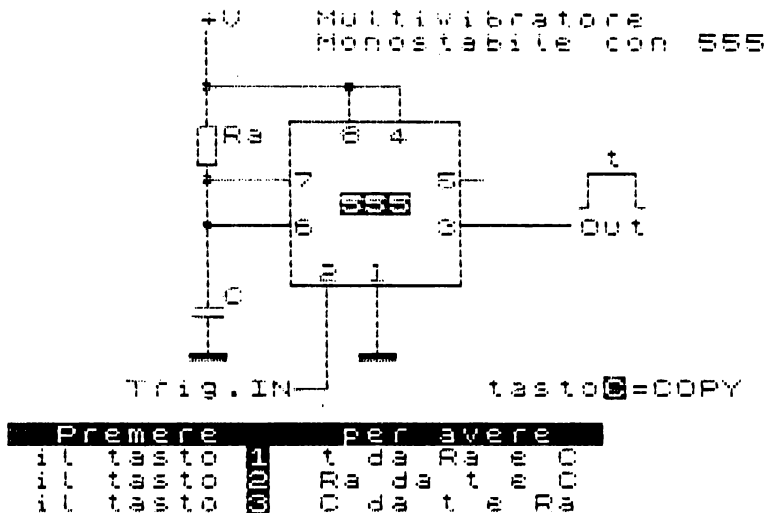 +V
Multivibratore
Monostabile con 555
Ra
8 4
t
7
5
555
6
3
Out
2 1
C
Trig.IN
tasto C=COPY
Premere per avere
il tasto 1 t da Ra e C
il tasto 2 Ra da t e C
il tasto 3 C da t e Ra